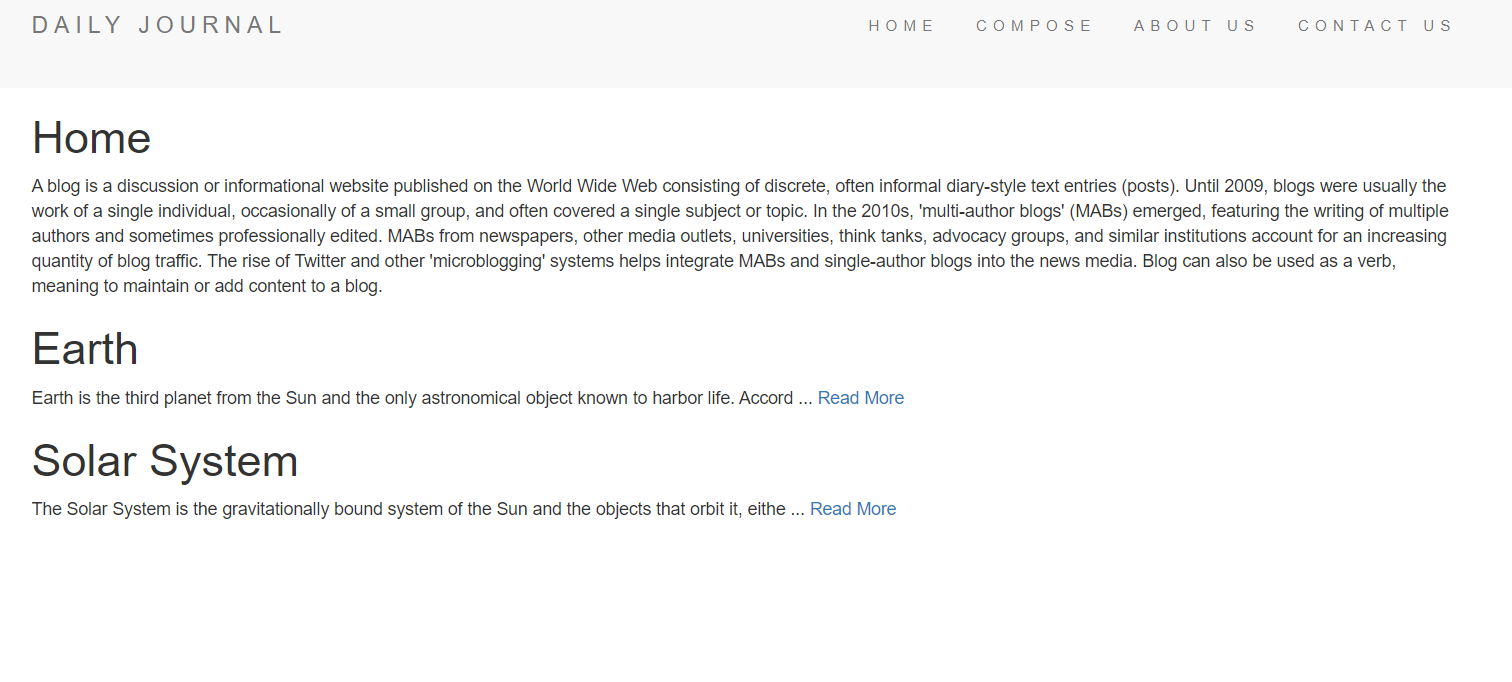 DAILY JOURNAL
HOME COMPOSE ABOUT US CONTACT US
Home
A blog is a discussion or informational website published on the World Wide Web consisting of discrete, often informal diary-style text entries (posts). Until 2009, blogs were usually the
work of a single individual, occasionally of a small group, and often covered a single subject or topic. In the 2010s, 'multi-author blogs' (MABs) emerged, featuring the writing of multiple
authors and sometimes professionally edited. MABs from newspapers, other media outlets, universities, think tanks, advocacy groups, and similar institutions account for an increasing
quantity of blog traffic. The rise of Twitter and other 'microblogging' systems helps integrate MABs and single-author blogs into the news media. Blog can also be used as a verb,
meaning to maintain or add content to a blog.
Earth
Earth is the third planet from the Sun and the only astronomical object known to harbor life. Accord ... Read More
Solar System
The Solar System is the gravitationally bound system of the Sun and the objects that orbit it, eithe ... Read More